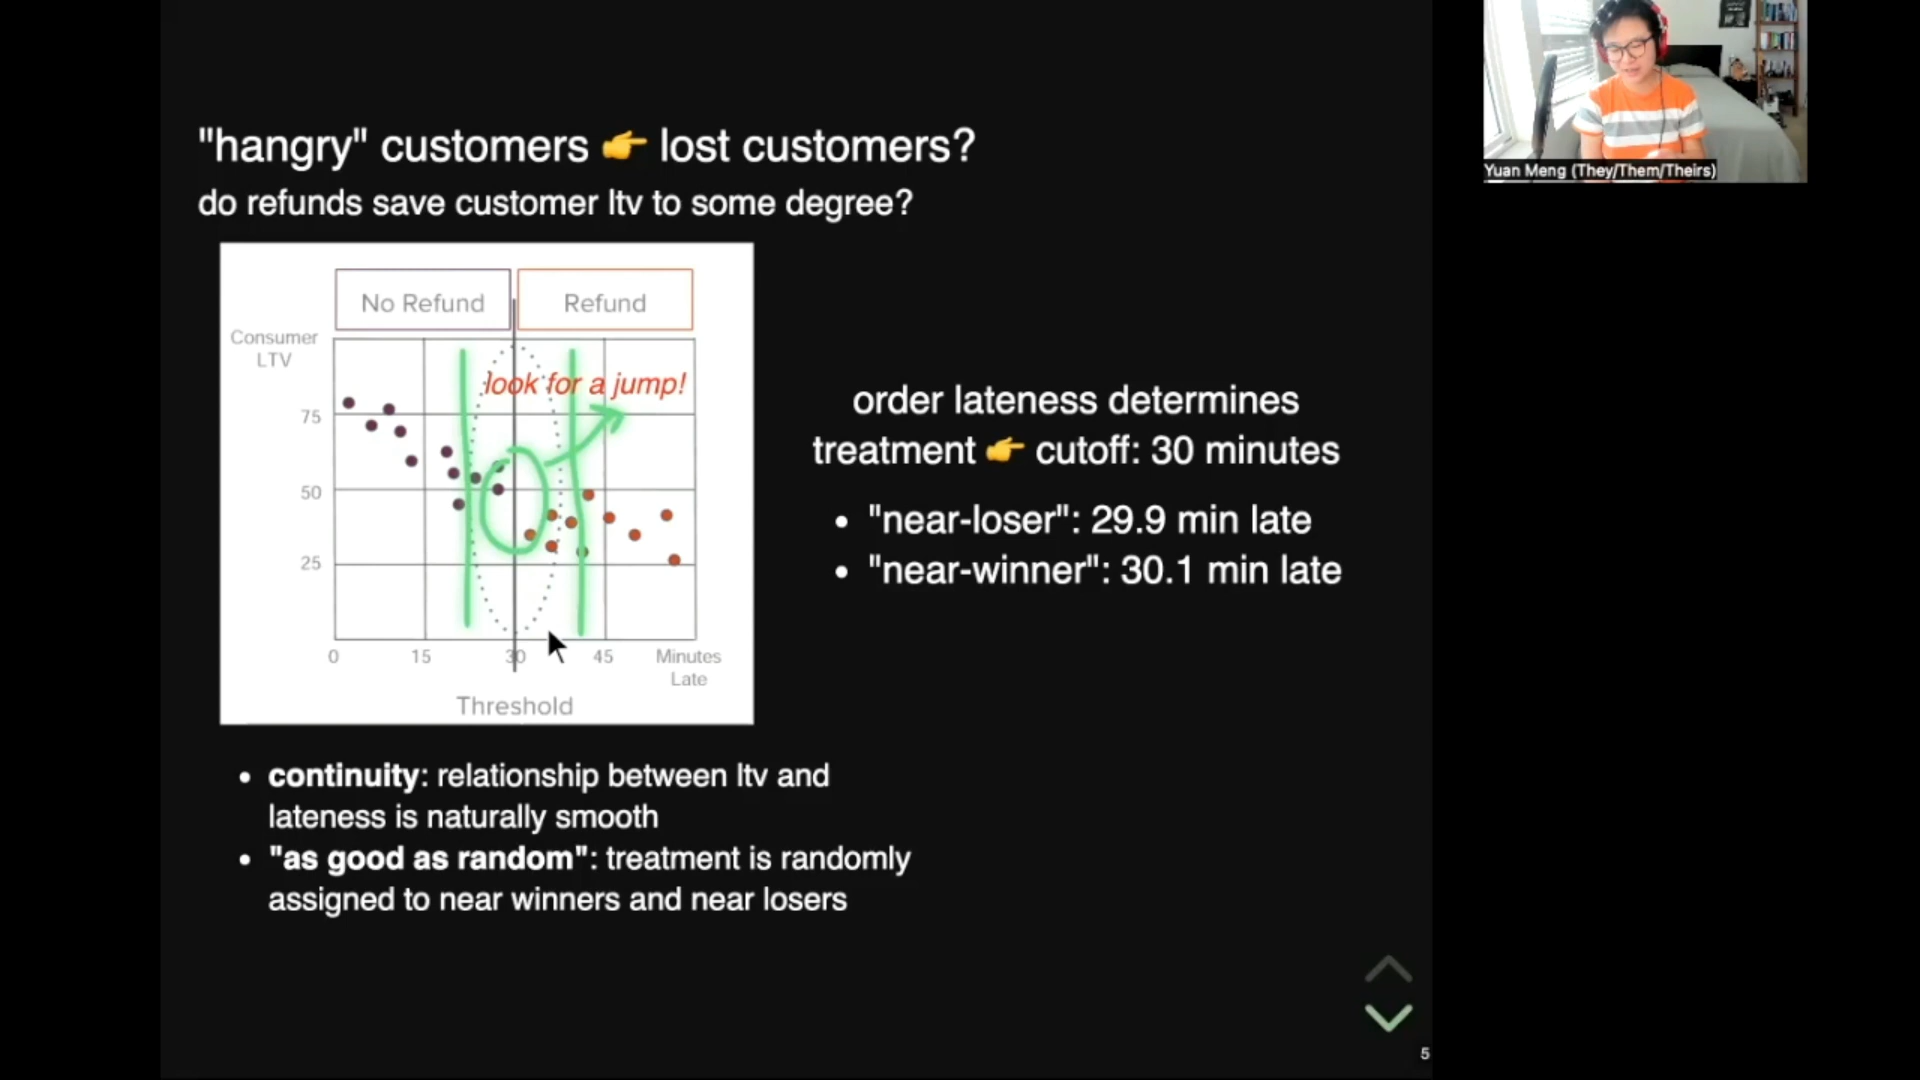 "hangry" customers 👉 lost customers?
do refunds save customer ltv to some degree?
No Refund
Refund
Consumer
LTV
look for a jump!
75
50
25
0
15
30
45
Minutes
Late
Threshold
order lateness determines
treatment 👉 cutoff: 30 minutes
• "near-loser": 29.9 min late
• "near-winner": 30.1 min late
• continuity: relationship between ltv and
lateness is naturally smooth
• "as good as random": treatment is randomly
assigned to near winners and near losers
5
Yuan Meng (They/Them/Theirs)